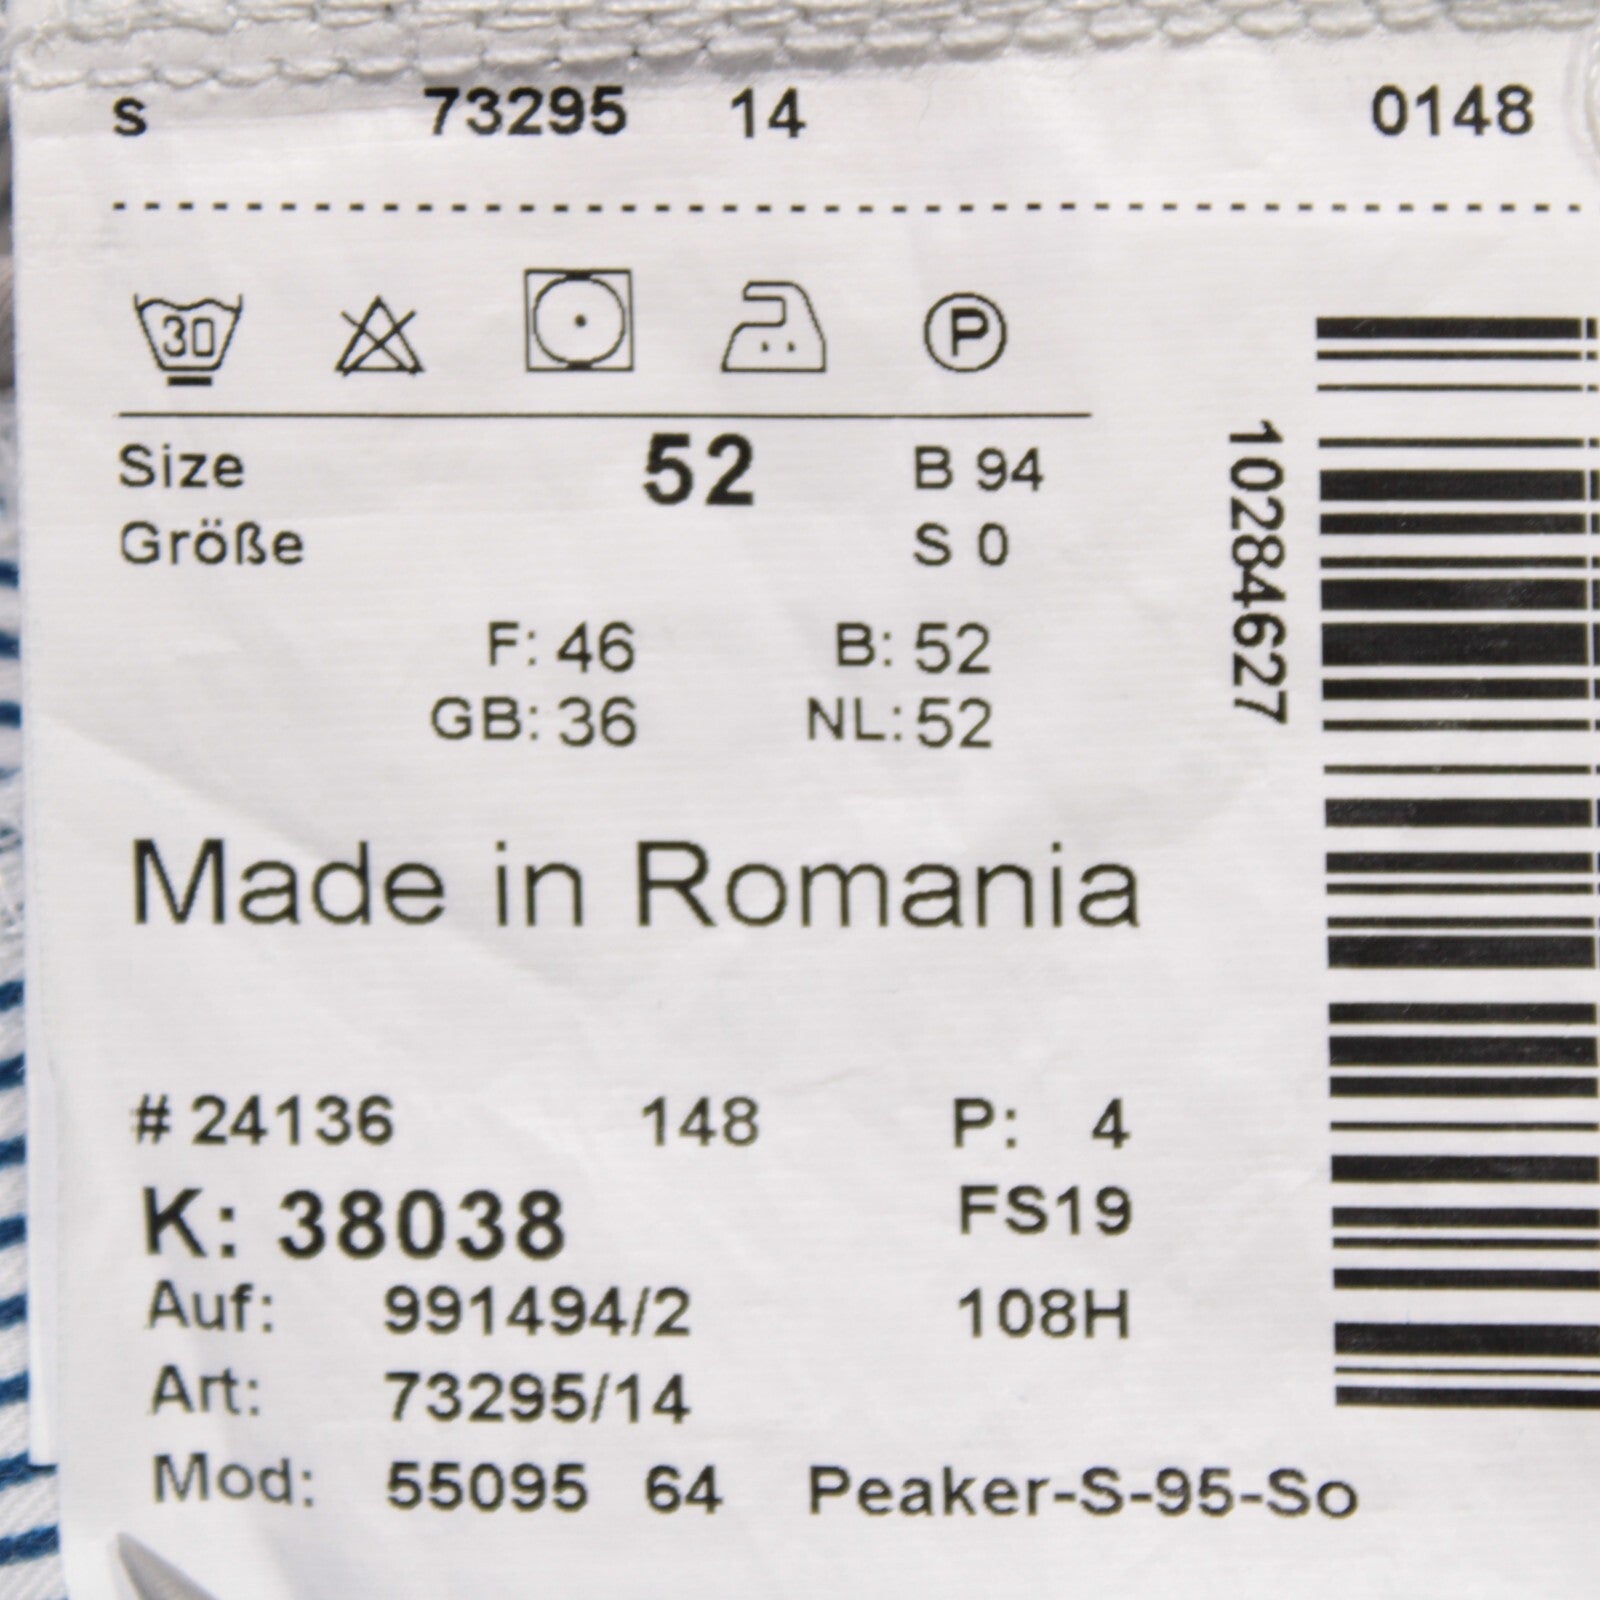 s 73295 14 0148
30 P
Size 52 B 94
Größe S 0
F: 46 B: 52
GB: 36 NL: 52
10284627
Made in Romania
# 24136 148 P: 4
K: 38038 FS19
Auf: 991494/2 108H
Art: 73295/14
Mod: 55095 64 Peaker-S-95-So